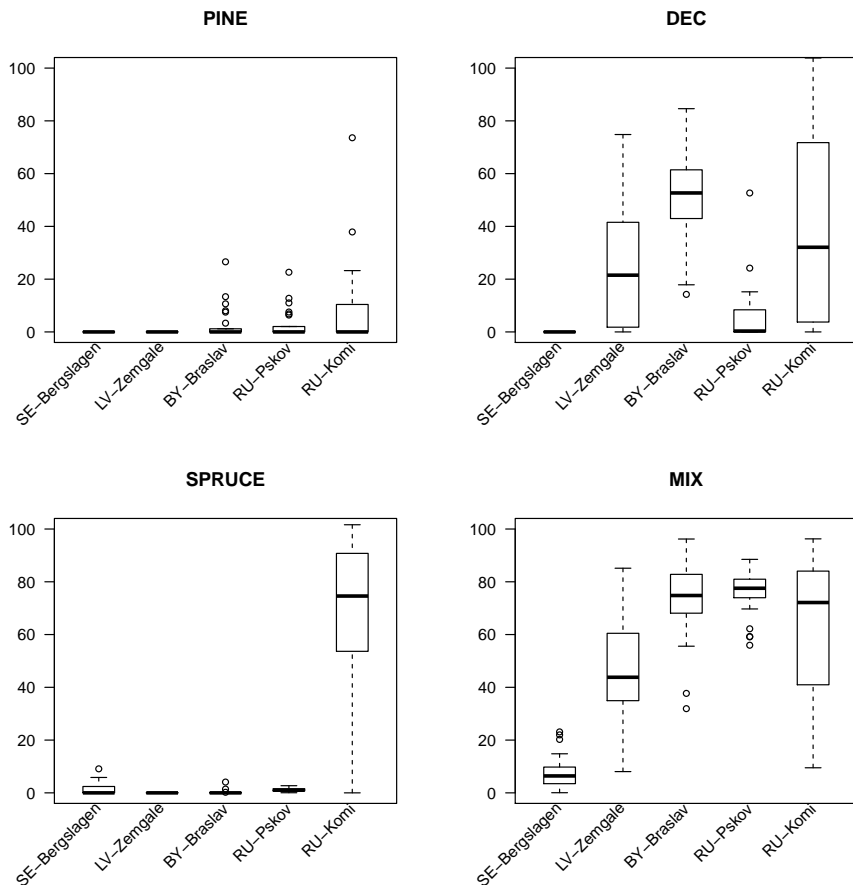 PINE
100
80
60
40
20
0
SE−Bergslagen
LV−Zemgale
BY−Braslav
RU−Pskov
RU−Komi
DEC
100
80
60
40
20
0
SE−Bergslagen
LV−Zemgale
BY−Braslav
RU−Pskov
RU−Komi
SPRUCE
100
80
60
40
20
0
SE−Bergslagen
LV−Zemgale
BY−Braslav
RU−Pskov
RU−Komi
MIX
100
80
60
40
20
0
SE−Bergslagen
LV−Zemgale
BY−Braslav
RU−Pskov
RU−Komi